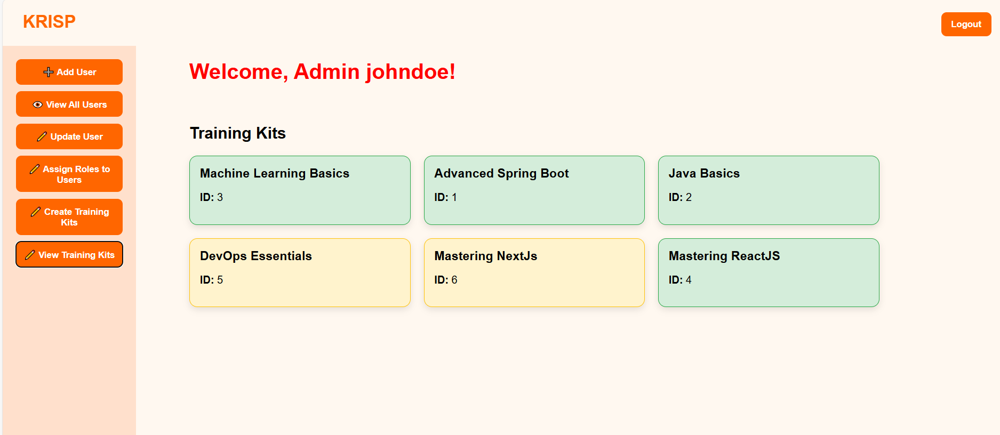 KRISP
Logout
➕ Add User
👁 View All Users
✏️ Update User
✏️ Assign Roles to
Users
✏️ Create Training
Kits
✏️ View Training Kits
Welcome, Admin johndoe!
Training Kits
Machine Learning Basics
ID: 3
Advanced Spring Boot
ID: 1
Java Basics
ID: 2
DevOps Essentials
ID: 5
Mastering NextJs
ID: 6
Mastering ReactJS
ID: 4